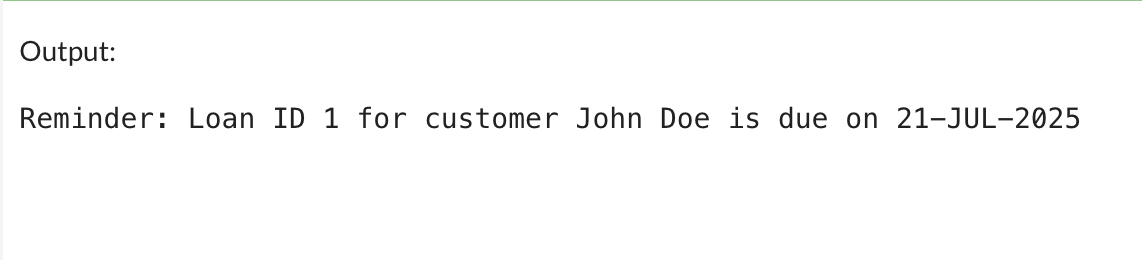 Output:
Reminder: Loan ID 1 for customer John Doe is due on 21-JUL-2025